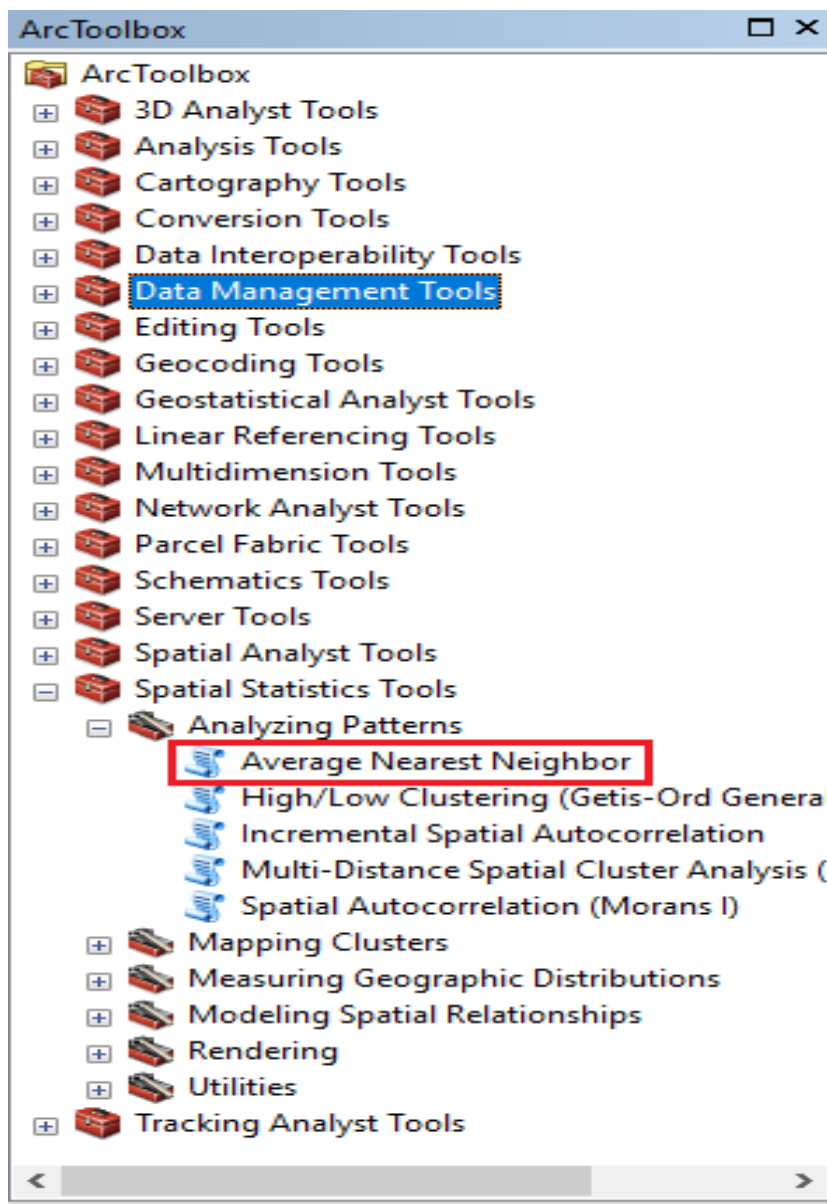 ArcToolbox
ArcToolbox
3D Analyst Tools
Analysis Tools
Cartography Tools
Conversion Tools
Data Interoperability Tools
Data Management Tools
Editing Tools
Geocoding Tools
Geostatistical Analyst Tools
Linear Referencing Tools
Multidimension Tools
Network Analyst Tools
Parcel Fabric Tools
Schematics Tools
Server Tools
Spatial Analyst Tools
Spatial Statistics Tools
Analyzing Patterns
Average Nearest Neighbor
High/Low Clustering (Getis-Ord General
Incremental Spatial Autocorrelation
Multi-Distance Spatial Cluster Analysis (
Spatial Autocorrelation (Morans I)
Mapping Clusters
Measuring Geographic Distributions
Modeling Spatial Relationships
Rendering
Utilities
Tracking Analyst Tools